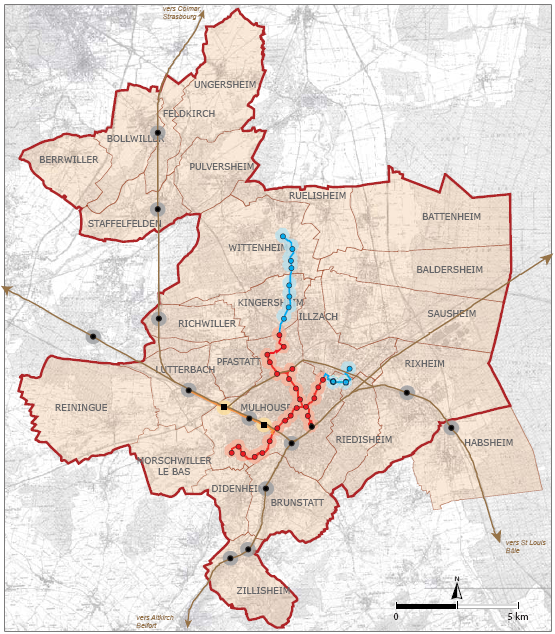 vers Colmar
Strasbourg
UNGERSHEIM
FELDKIRCH
BOLLWILLER
BERRWILLER
PULVERSHEIM
RUELISHEIM
STAFFELFELDEN
BATTENHEIM
WITTENHEIM
BALDERSHEIM
KINGERSHEIM
ILLZACH
SAUSHEIM
RICHWILLER
PFASTATT
RIXHEIM
LUTTERBACH
REININGUE
MULHOUSE
RIEDISHEIM
HABSHEIM
MORSCHWILLER
LE BAS
DIDENHEIM
BRUNSTATT
vers St Louis
Bâle
ZILLISHEIM
N
vers Altkirch
Belfort
0
5 km